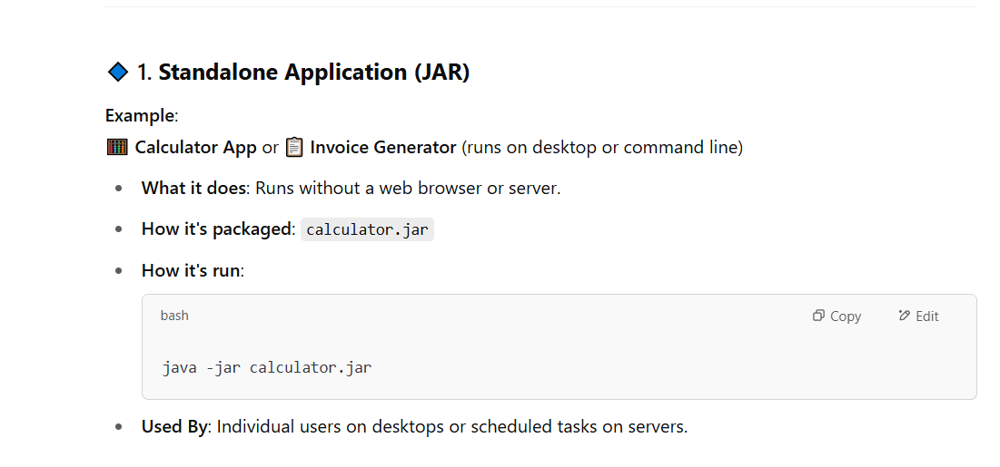 1. Standalone Application (JAR)
Example:
Calculator App or Invoice Generator (runs on desktop or command line)
What it does: Runs without a web browser or server.
How it's packaged: calculator.jar
How it's run:
bash Copy Edit
java -jar calculator.jar
Used By: Individual users on desktops or scheduled tasks on servers.